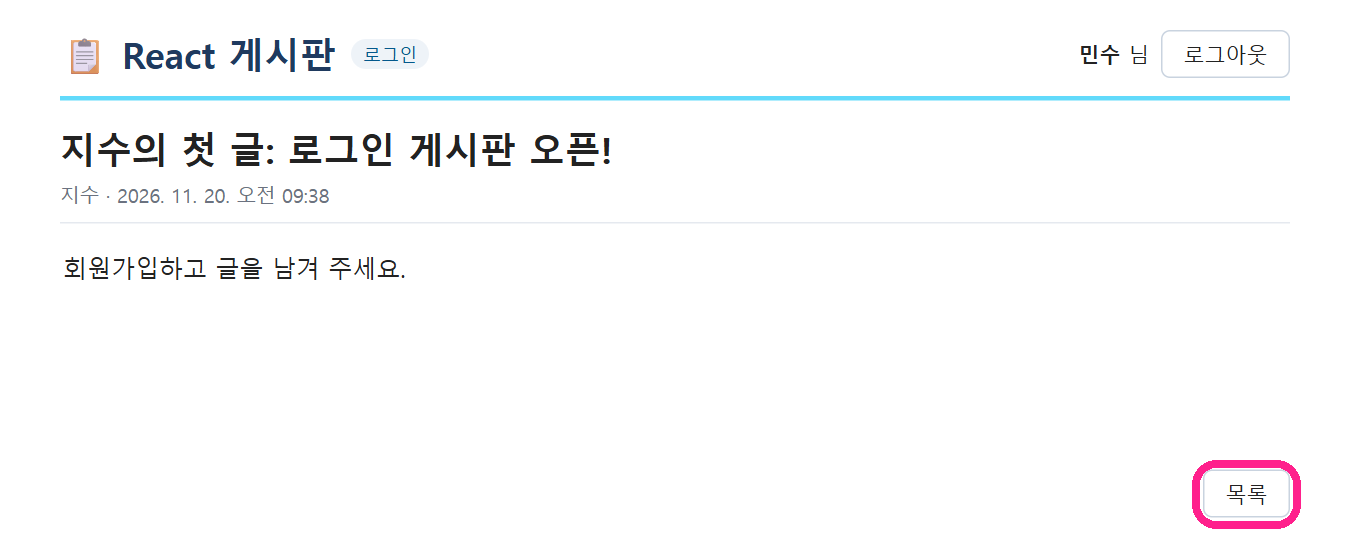 React 게시판 로그인
민수 님 로그아웃
지수의 첫 글: 로그인 게시판 오픈!
지수 · 2026. 11. 20. 오전 09:38
회원가입하고 글을 남겨 주세요.
목록